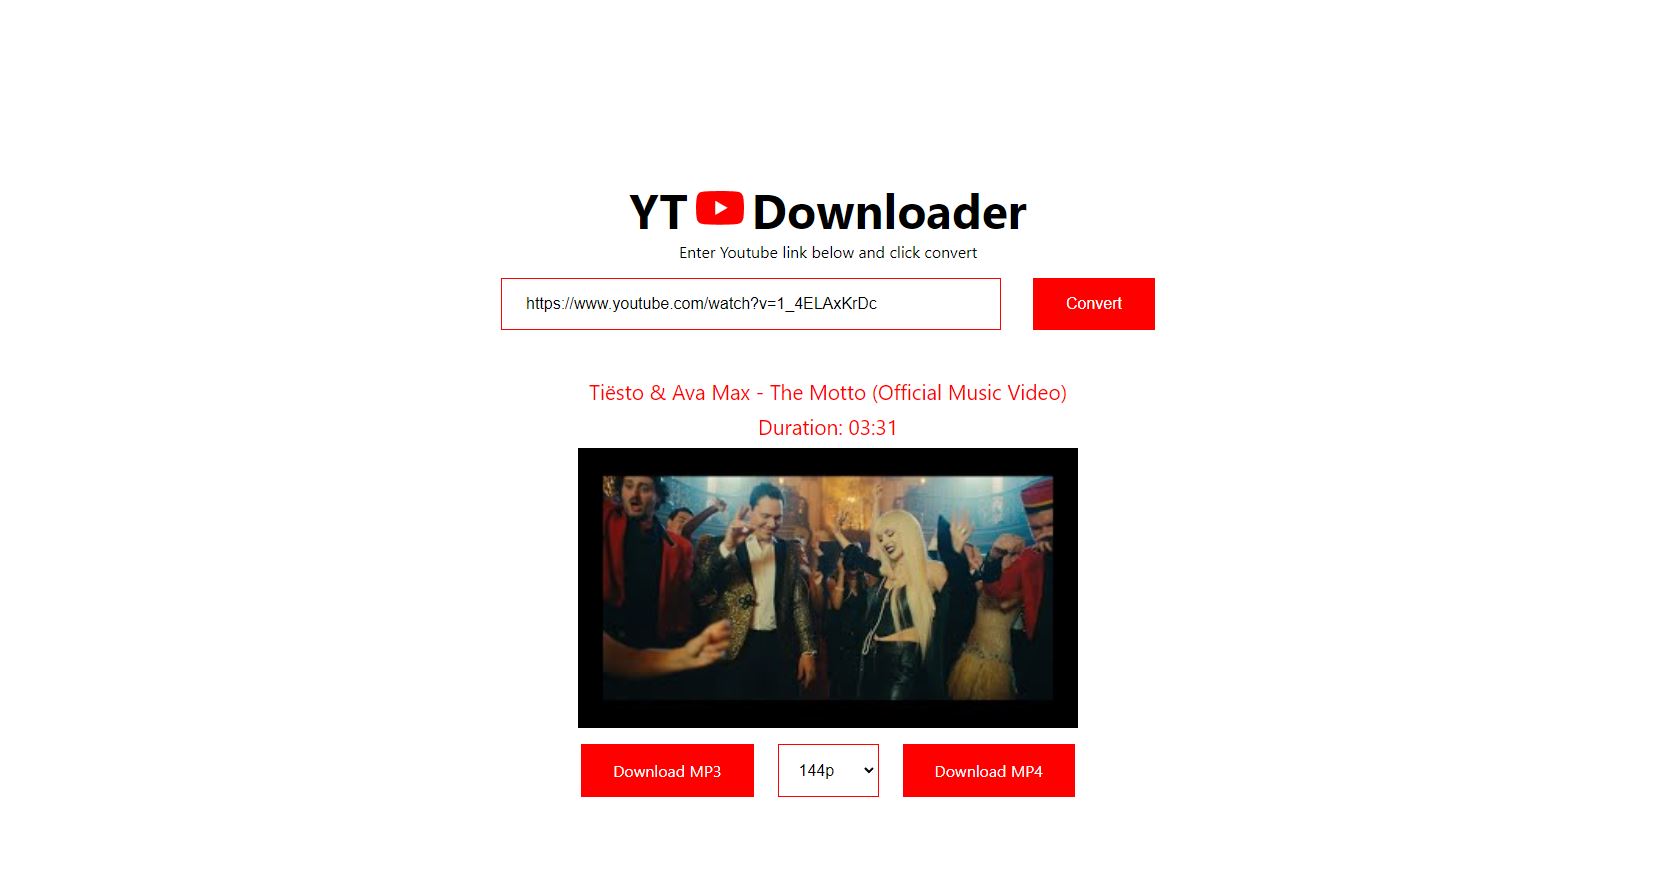 YT Downloader
Enter Youtube link below and click convert
https://www.youtube.com/watch?v=1_4ELAxKrDc
Convert
Tiësto & Ava Max - The Motto (Official Music Video)
Duration: 03:31
Download MP3
144p
Download MP4